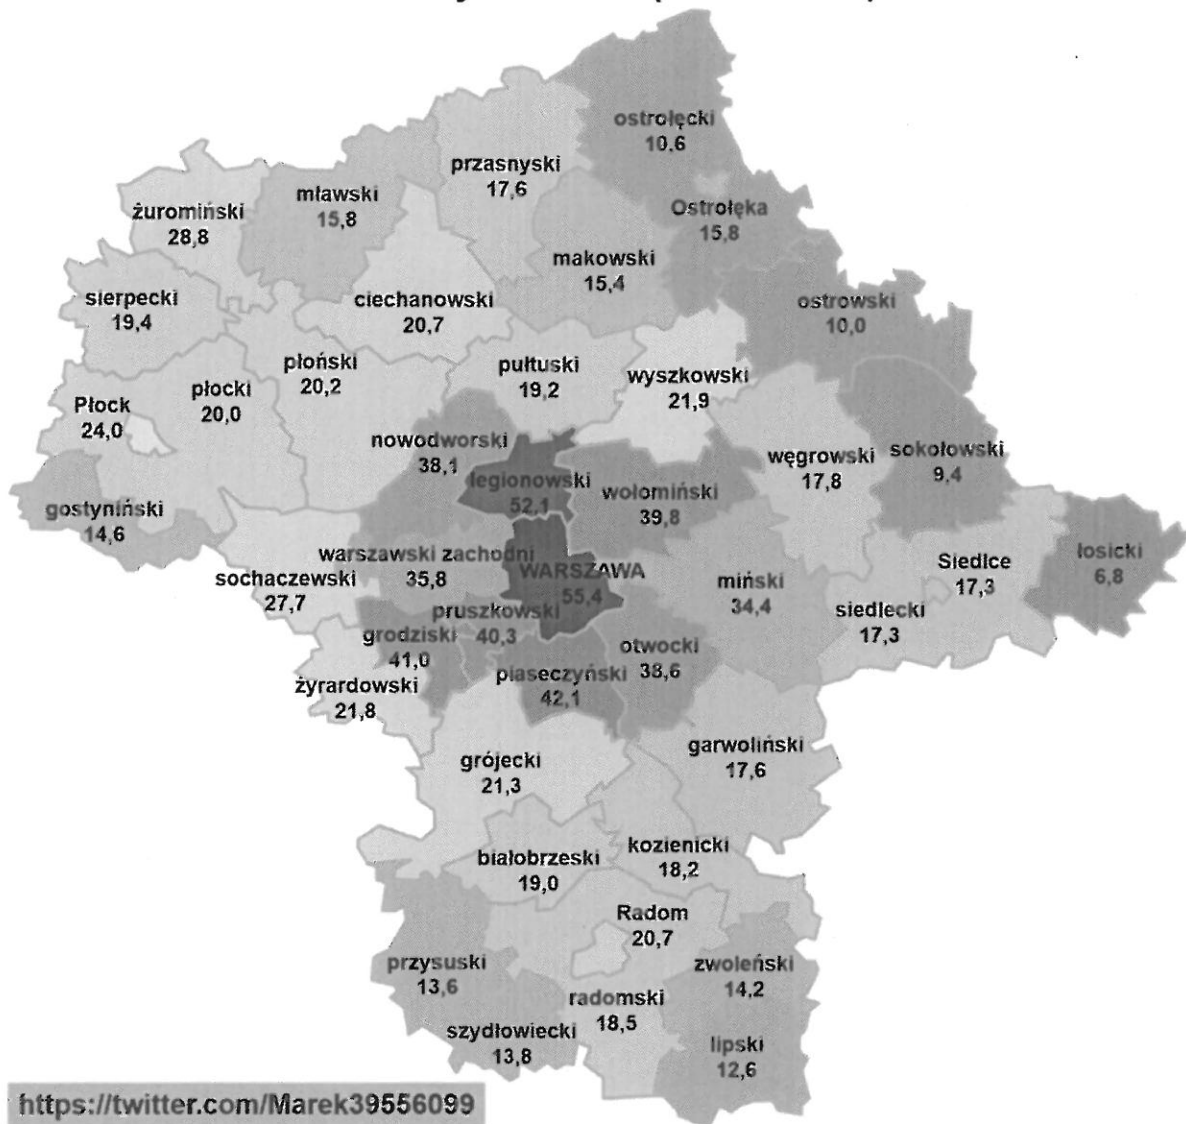 ostrołęcki
10,6
przasnyski
17,6
mławski
15,8
żuromiński
28,8
Ostrołęka
15,8
makowski
15,4
sierpecki
19,4
ciechanowski
20,7
ostrowski
10,0
płoński
20,2
pułtuski
19,2
wyszkowski
21,9
płocki
20,0
Płock
24,0
nowodworski
38,1
legionowski
52,1
wołomiński
39,8
węgrowski
17,8
sokołowski
9,4
gostyniński
14,6
warszawski zachodni
35,8
WARSZAWA
55,4
sochaczewski
27,7
miński
34,4
Siedlce
17,3
łosicki
6,8
siedlecki
17,3
pruszkowski
40,3
grodziski
41,0
otwocki
38,6
piaseczyński
42,1
żyrardowski
21,8
garwoliński
17,6
grójecki
21,3
kozienicki
18,2
białobrzeski
19,0
Radom
20,7
przysuski
13,6
zwoleński
14,2
radomski
18,5
szydłowiecki
13,8
lipski
12,6
https://twitter.com/Marek39556099